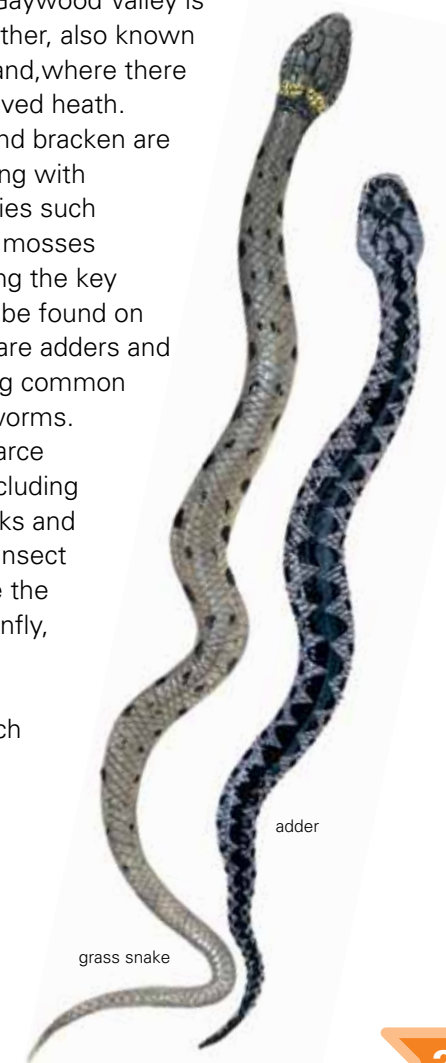 Gaywood Valley is
ther, also known
and,where there
ved heath.
nd bracken are
ng with
ies such
mosses
ng the key
be found on
are adders and
g common
worms.
arce
cluding
ks and
nsect
e the
nfly,
ch
adder
grass snake